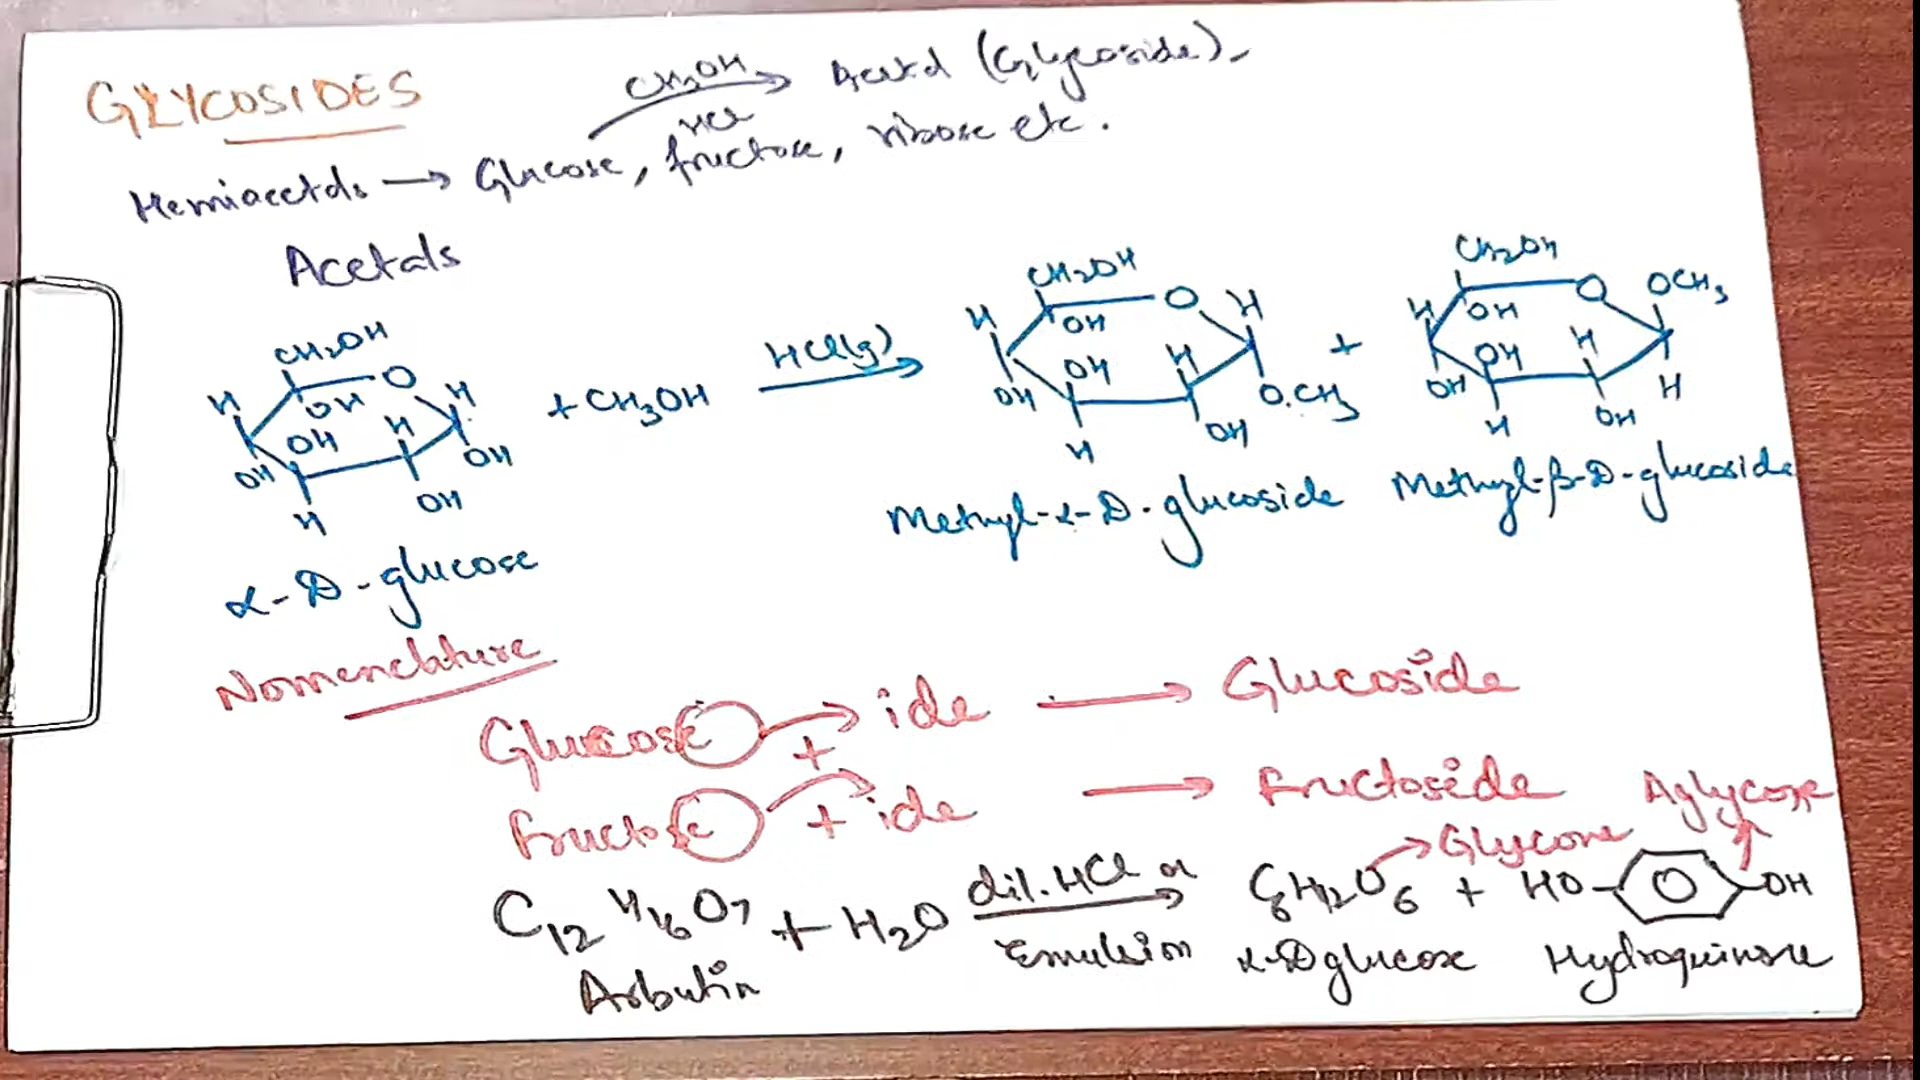 GLYCOSIDES
CH3OH
HCl
Acetal (Glycoside)
Hemiacetals → Glucose, fructose, ribose etc.
Acetals
CH2OH O H H OH OH H OH OH H OH
+ CH3OH
HCl(g)
CH2OH O H H OH OH H OH O.CH3 H OH
+
CH2OH O OCH3 H OH OH H OH H H OH
α-D-glucose
Methyl-α-D-glucoside
Methyl-β-D-glucoside
Nomenclature
Glucose + ide → Glucoside
fructose + ide → Fructoside
Glycone
Aglycone
C12H16O7 + H2O dil. HCl or Emulsion C6H12O6 + HO OH
Arbutin α-D glucose Hydroquinone